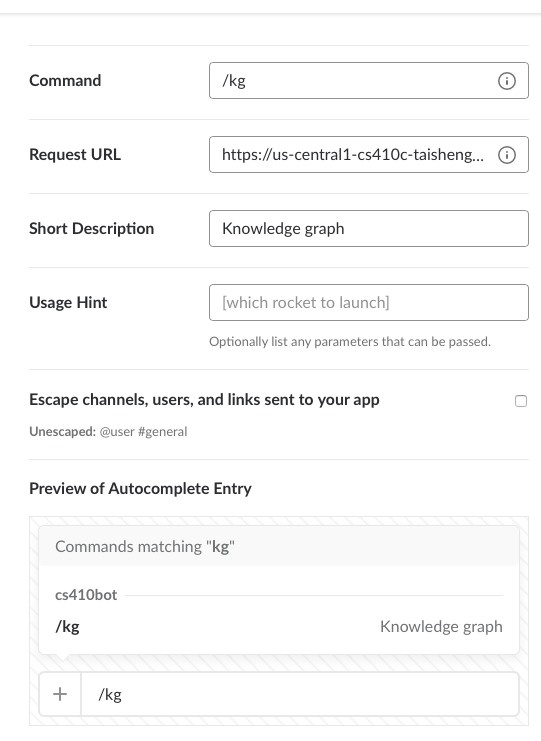 Command
/kg
Request URL
https://us-central1-cs410c-taisheng...
Short Description
Knowledge graph
Usage Hint
[which rocket to launch]
Optionally list any parameters that can be passed.
Escape channels, users, and links sent to your app
Unescaped: @user #general
Preview of Autocomplete Entry
Commands matching "kg"
cs410bot
/kg Knowledge graph
/kg